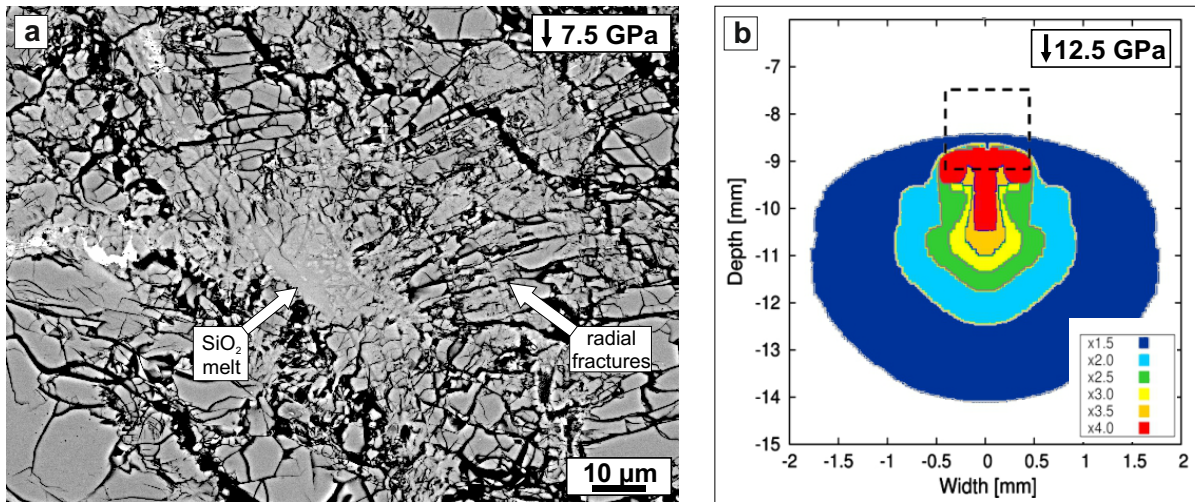 a
↓ 7.5 GPa
SiO₂
melt
radial
fractures
10 µm
b
↓12.5 GPa
Depth [mm]
-7
-8
-9
-10
-11
-12
-13
-14
-15
x1.5
x2.0
x2.5
x3.0
x3.5
x4.0
-2 -1.5 -1 -0.5 0 0.5 1 1.5 2
Width [mm]